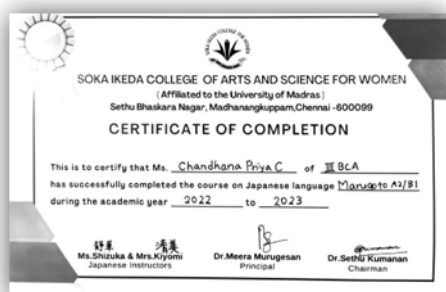 SOKA IKEDA COLLEGE OF ARTS AND SCIENCE FOR WOMEN
(Affiliated to the University of Madras)
Sethu Bhaskara Nagar, Madhanangkuppam,Chennai -600099
CERTIFICATE OF COMPLETION
This is to certify that Ms. Chandhana Priya C of III BCA
has successfully completed the course on Japanese language Marugoto A2/B1
during the academic year 2022 to 2023
Ms.Shizuka & Mrs.Kiyomi Dr.Meera Murugesan Dr.Sethu Kumanan
Japanese Instructors Principal Chairman